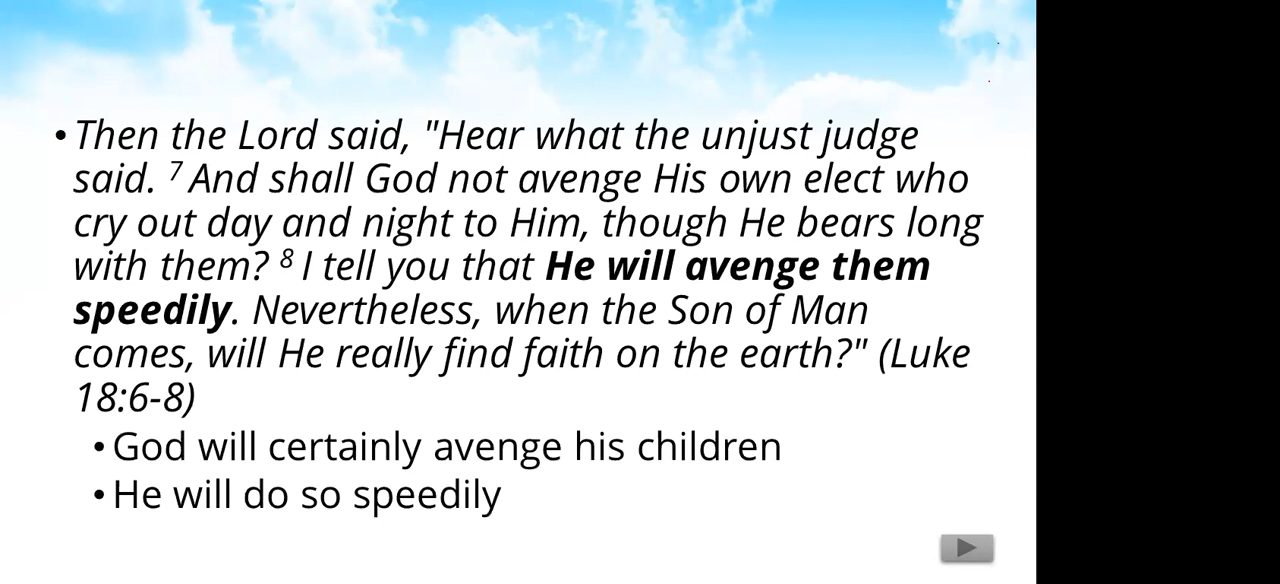 • Then the Lord said, "Hear what the unjust judge
said. 7 And shall God not avenge His own elect who
cry out day and night to Him, though He bears long
with them? 8 I tell you that He will avenge them
speedily. Nevertheless, when the Son of Man
comes, will He really find faith on the earth?" (Luke
18:6-8)
• God will certainly avenge his children
• He will do so speedily